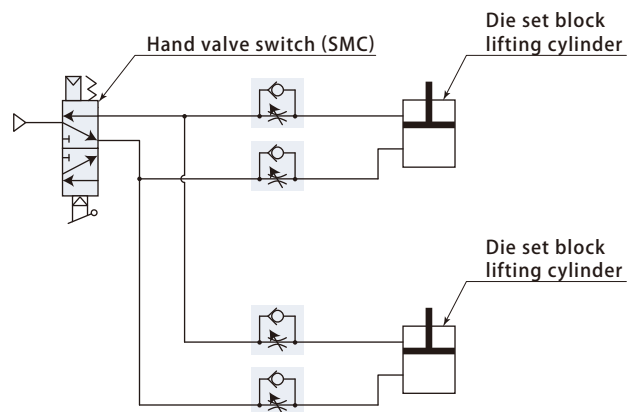 Die set block
lifting cylinder
Hand valve switch (SMC)
Die set block
lifting cylinder